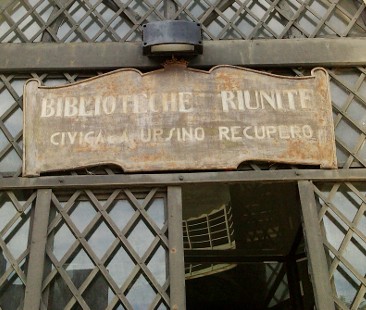 BIBLIOTECHE RIUNITE
CIVICA e A. URSINO RECUPERO